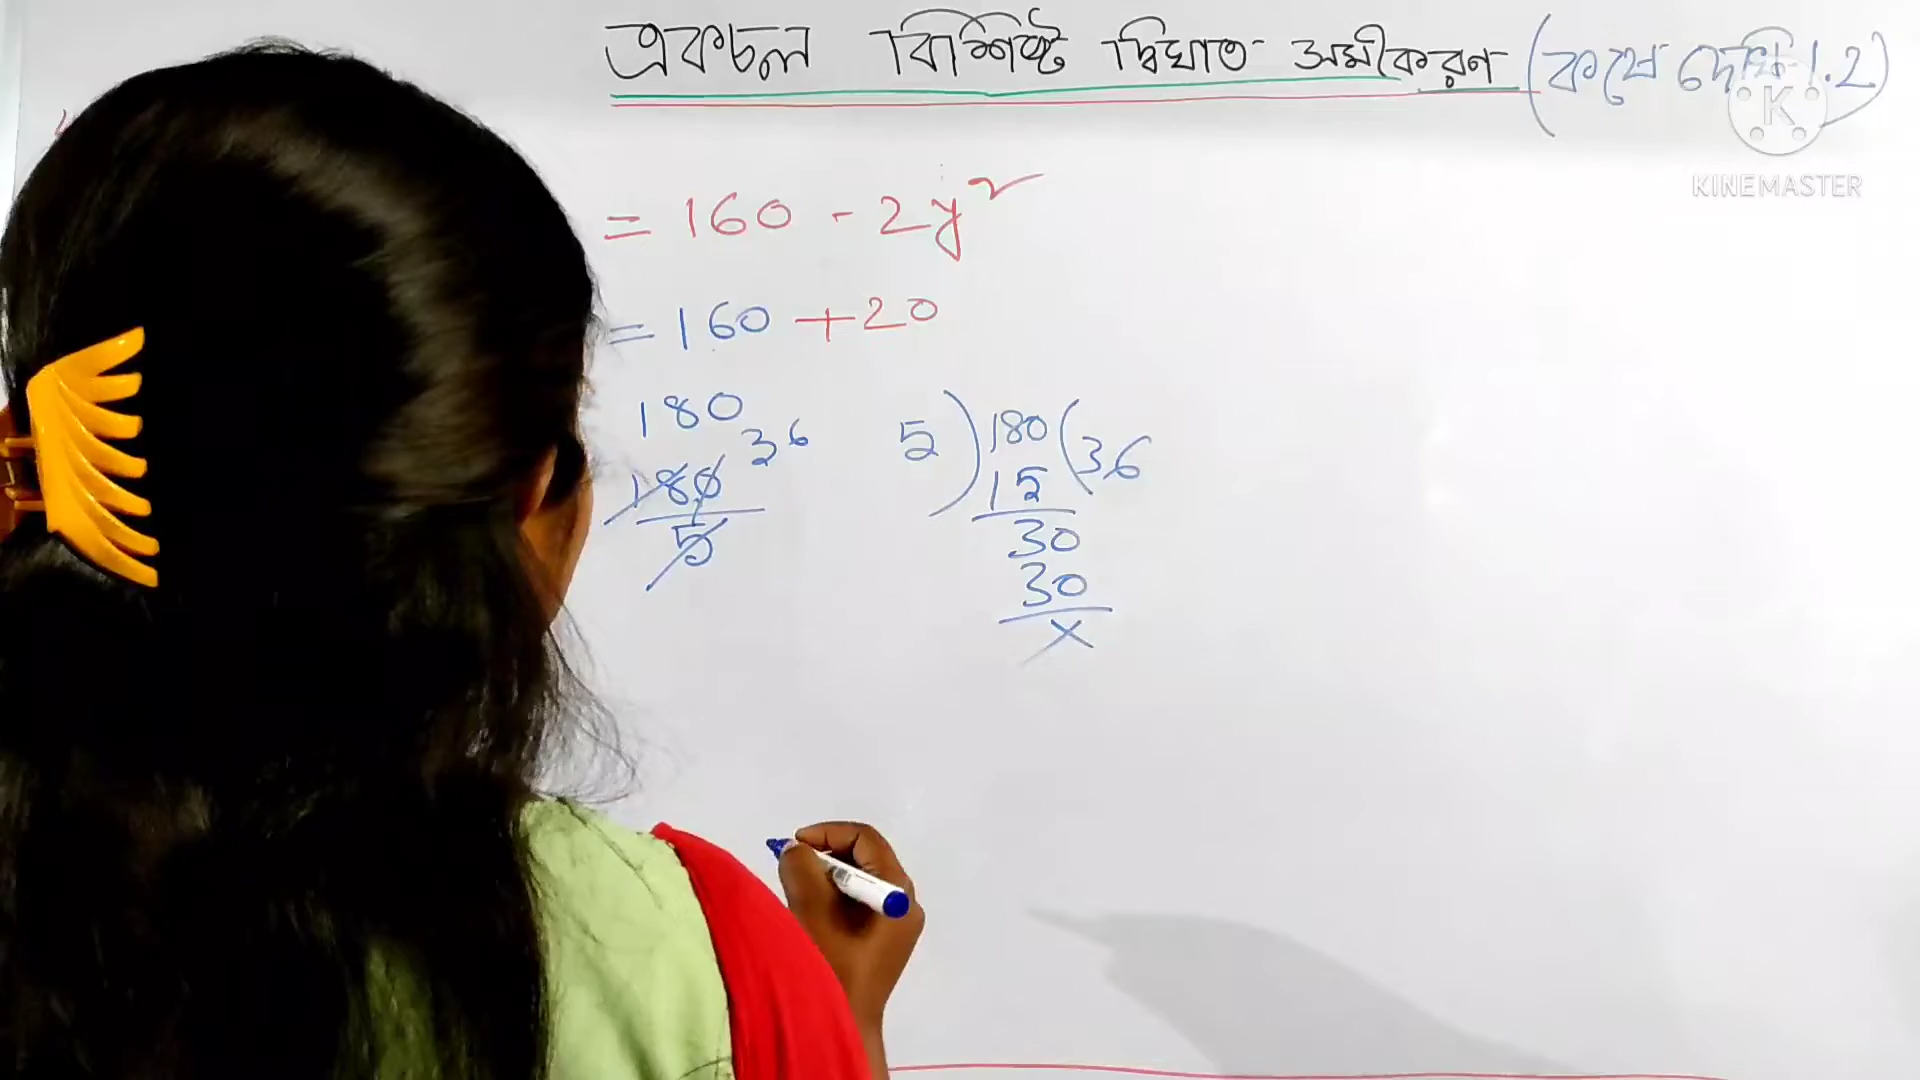 একচল বিশিষ্ট দ্বিঘাত সমীকরণ (কষে দেখি 1.2)
K
KINEMASTER
= 160 - 2y²
= 160 + 20
180
180/5 36
5 ) 180 ( 36
15
30
30
x